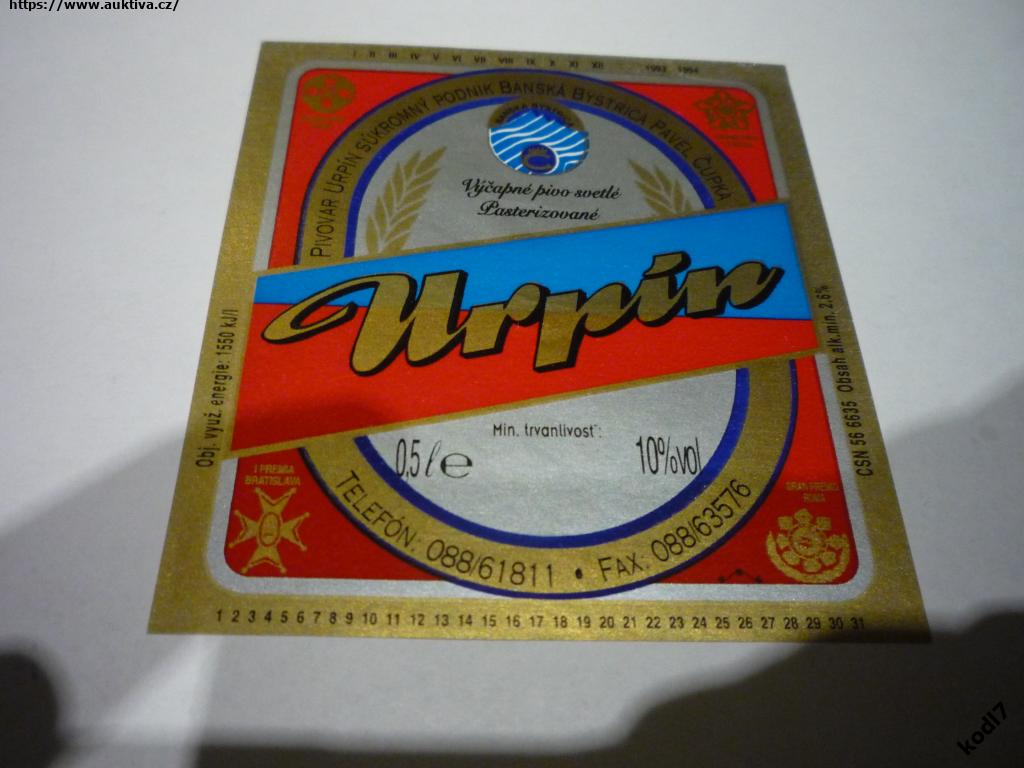 https://www.auktiva.cz/
I II III IV V VI VII VIII IX X XI XII 1993 1994
PIVOVAR URPÍN SÚKROMNÝ PODNIK BANSKÁ BYSTRICA PAVEL ČUPKA
BANSKÁ BYSTRICA
Výčapné pivo svetlé
Pasterizované
Urpín
Obj. využ. energie: 1550 kJ/l
ČSN 56 6635 Obsah alk.min. 2,6%
Min. trvanlivosť:
0,5 l e
10%vol
I PREMIA
BRATISLAVA
GRAN PREMIO
ROMA
TELEFÓN: 088/61811 • FAX: 088/63576
1 2 3 4 5 6 7 8 9 10 11 12 13 14 15 16 17 18 19 20 21 22 23 24 25 26 27 28 29 30 31
kodl7